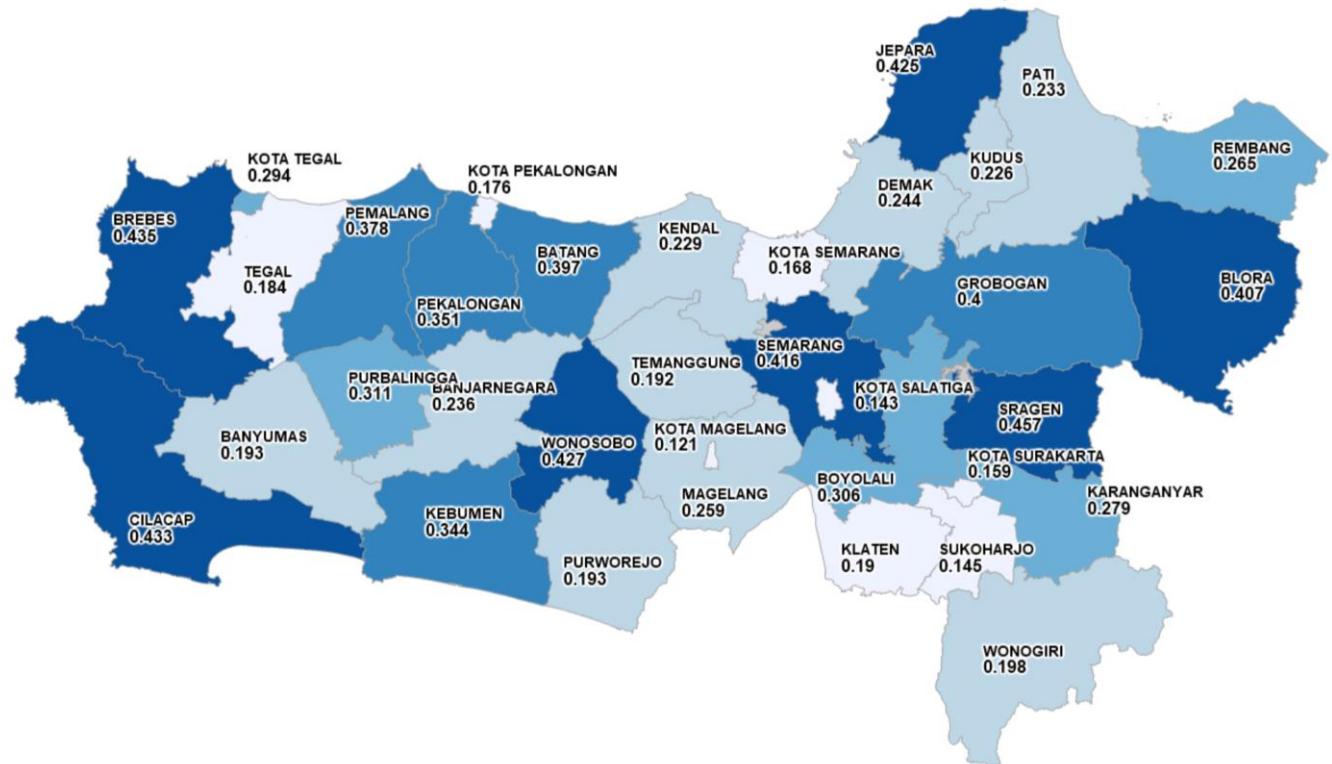 JEPARA
0.425
PATI
0.233
REMBANG
0.265
KUDUS
0.226
DEMAK
0.244
KOTA TEGAL
0.294
KOTA PEKALONGAN
0.176
BREBES
0.435
PEMALANG
0.378
KENDAL
0.229
KOTA SEMARANG
0.168
BATANG
0.397
TEGAL
0.184
GROBOGAN
0.4
BLORA
0.407
PEKALONGAN
0.351
SEMARANG
0.416
TEMANGGUNG
0.192
PURBALINGGA
0.311
BANJARNEGARA
0.236
KOTA SALATIGA
0.143
SRAGEN
0.457
BANYUMAS
0.193
WONOSOBO
0.427
KOTA MAGELANG
0.121
KOTA SURAKARTA
0.159
BOYOLALI
0.306
KARANGANYAR
0.279
MAGELANG
0.259
CILACAP
0.433
KEBUMEN
0.344
KLATEN
0.19
SUKOHARJO
0.145
PURWOREJO
0.193
WONOGIRI
0.198